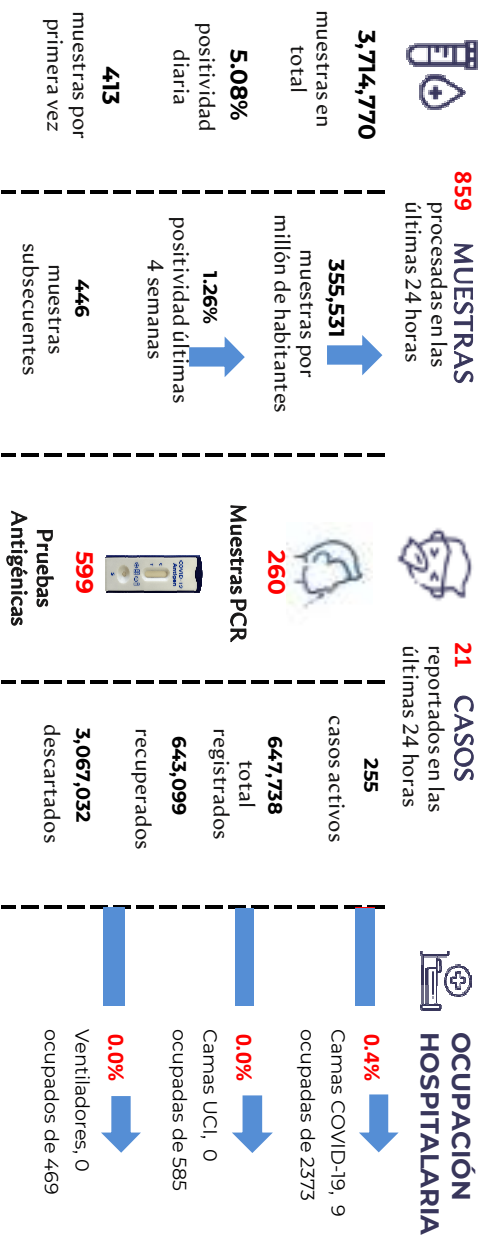 859 MUESTRAS
procesadas en las
últimas 24 horas
3,714,770
muestras en
total
5.08%
positividad
diaria
413
muestras por
primera vez
355,531
muestras por
millón de habitantes
1.26%
positividad últimas
4 semanas
446
muestras
subsecuentes
260
Muestras PCR
COVID-19
Antigen
C
T
S
599
Pruebas
Antigénicas
21 CASOS
reportados en las
últimas 24 horas
255
casos activos
647,738
total
registrados
643,099
recuperados
3,067,032
descartados
OCUPACIÓN
HOSPITALARIA
0.4%
Camas COVID-19, 9
ocupadas de 2373
0.0%
Camas UCI, 0
ocupadas de 585
0.0%
Ventiladores, 0
ocupados de 469